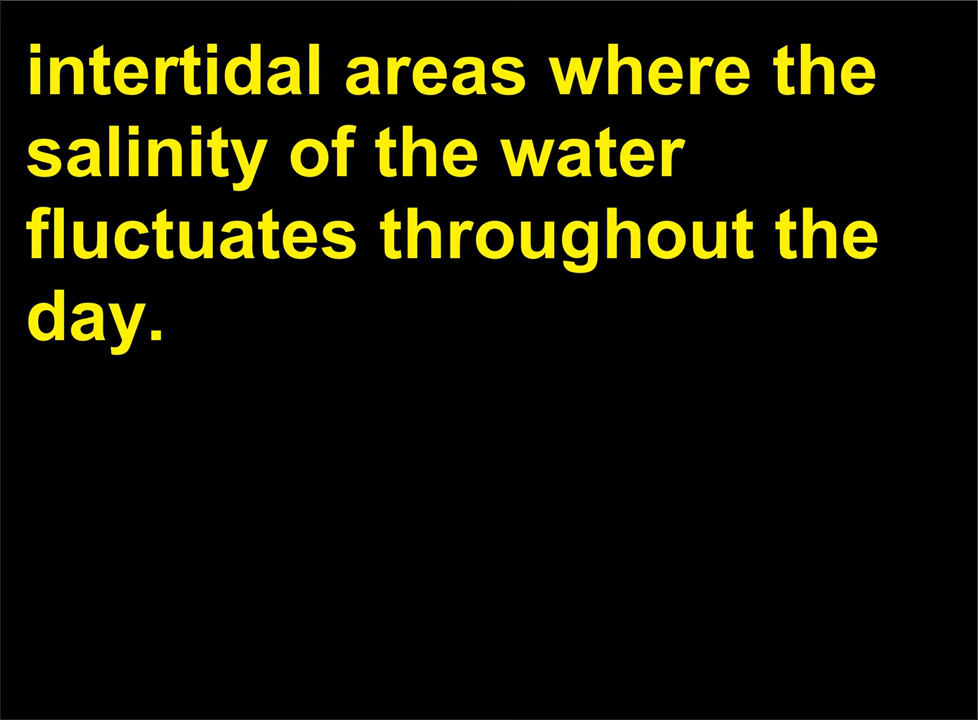 intertidal areas where the
salinity of the water
fluctuates throughout the
day.